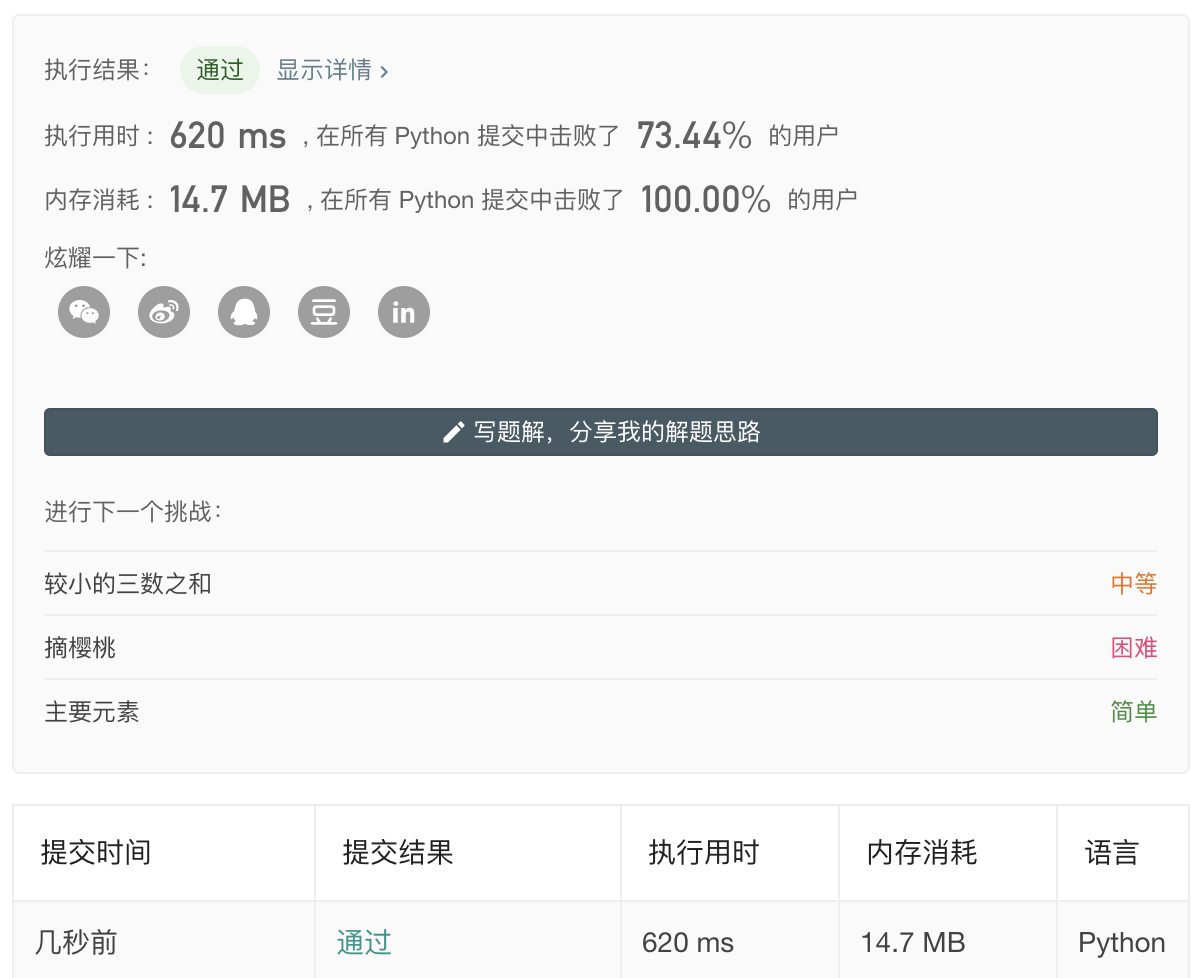 执行结果： 通过 显示详情 ›
执行用时 : 620 ms , 在所有 Python 提交中击败了 73.44% 的用户
内存消耗 : 14.7 MB , 在所有 Python 提交中击败了 100.00% 的用户
炫耀一下:
豆 in
写题解，分享我的解题思路
进行下一个挑战：
较小的三数之和 中等
摘樱桃 困难
主要元素 简单
提交时间 提交结果 执行用时 内存消耗 语言
几秒前 通过 620 ms 14.7 MB Python